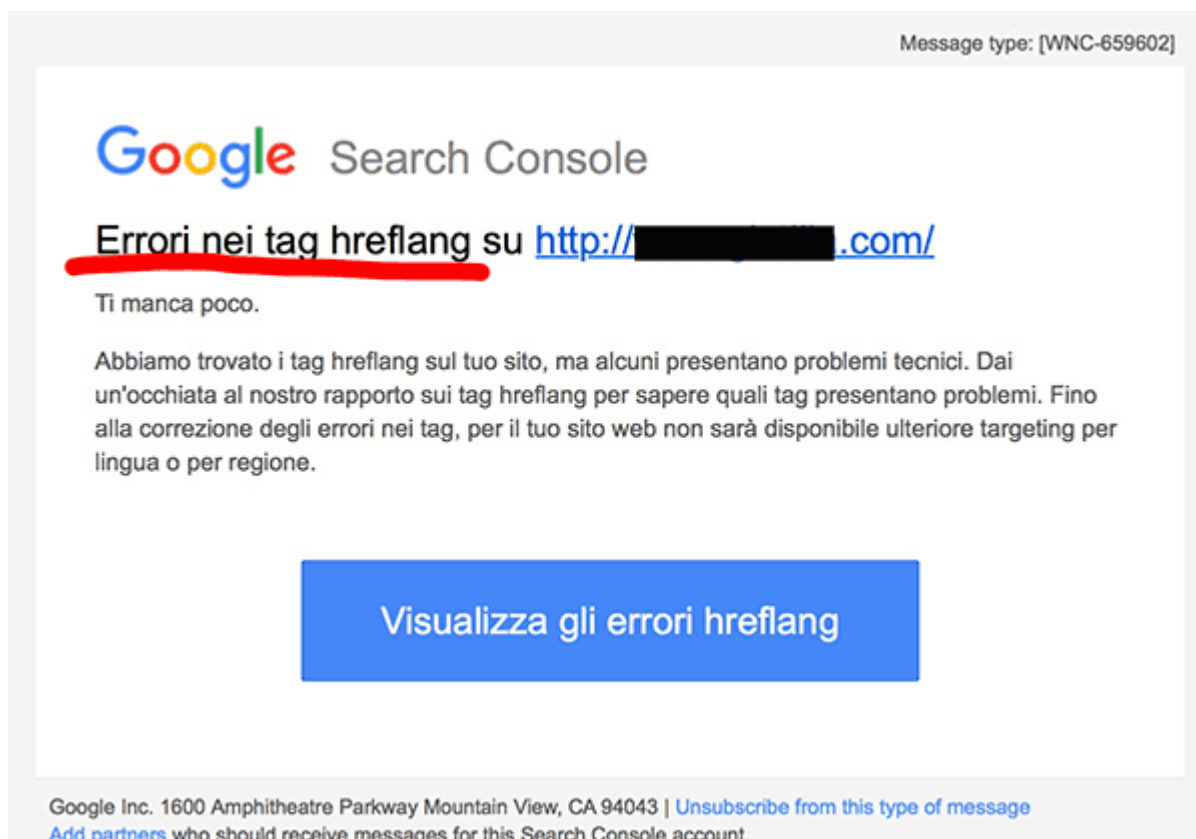 Message type: [WNC-659602]
Google Search Console
Errori nei tag hreflang su http:// .com/
Ti manca poco.
Abbiamo trovato i tag hreflang sul tuo sito, ma alcuni presentano problemi tecnici. Dai
un'occhiata al nostro rapporto sui tag hreflang per sapere quali tag presentano problemi. Fino
alla correzione degli errori nei tag, per il tuo sito web non sarà disponibile ulteriore targeting per
lingua o per regione.
Visualizza gli errori hreflang
Google Inc. 1600 Amphitheatre Parkway Mountain View, CA 94043 | Unsubscribe from this type of message
Add partners who should receive messages for this Search Console account.